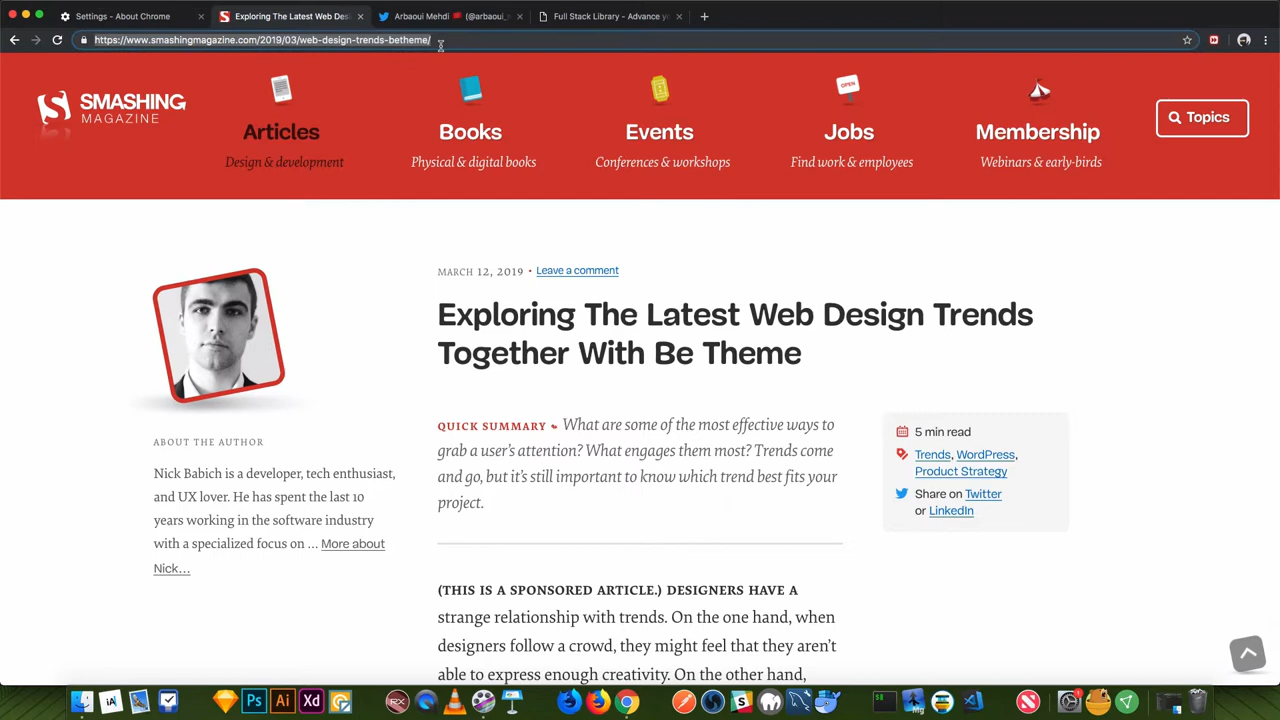 Settings - About Chrome
Exploring The Latest Web Desi
Arbaoui Mehdi 🇲🇦 (@arbaoui_
Full Stack Library - Advance yo
https://www.smashingmagazine.com/2019/03/web-design-trends-betheme/
SMASHING
MAGAZINE
Articles
Design & development
Books
Physical & digital books
Events
Conferences & workshops
OPEN
Jobs
Find work & employees
Membership
Webinars & early-birds
Topics
MARCH 12, 2019 • Leave a comment
Exploring The Latest Web Design Trends
Together With Be Theme
QUICK SUMMARY What are some of the most effective ways to
grab a user's attention? What engages them most? Trends come
and go, but it's still important to know which trend best fits your
project.
5 min read
Trends, WordPress,
Product Strategy
Share on Twitter
or LinkedIn
ABOUT THE AUTHOR
Nick Babich is a developer, tech enthusiast,
and UX lover. He has spent the last 10
years working in the software industry
with a specialized focus on … More about
Nick…
(THIS IS A SPONSORED ARTICLE.) DESIGNERS HAVE A
strange relationship with trends. On the one hand, when
designers follow a crowd, they might feel that they aren't
able to express enough creativity. On the other hand,
iA
Ps
Ai
Xd
RX
Mg